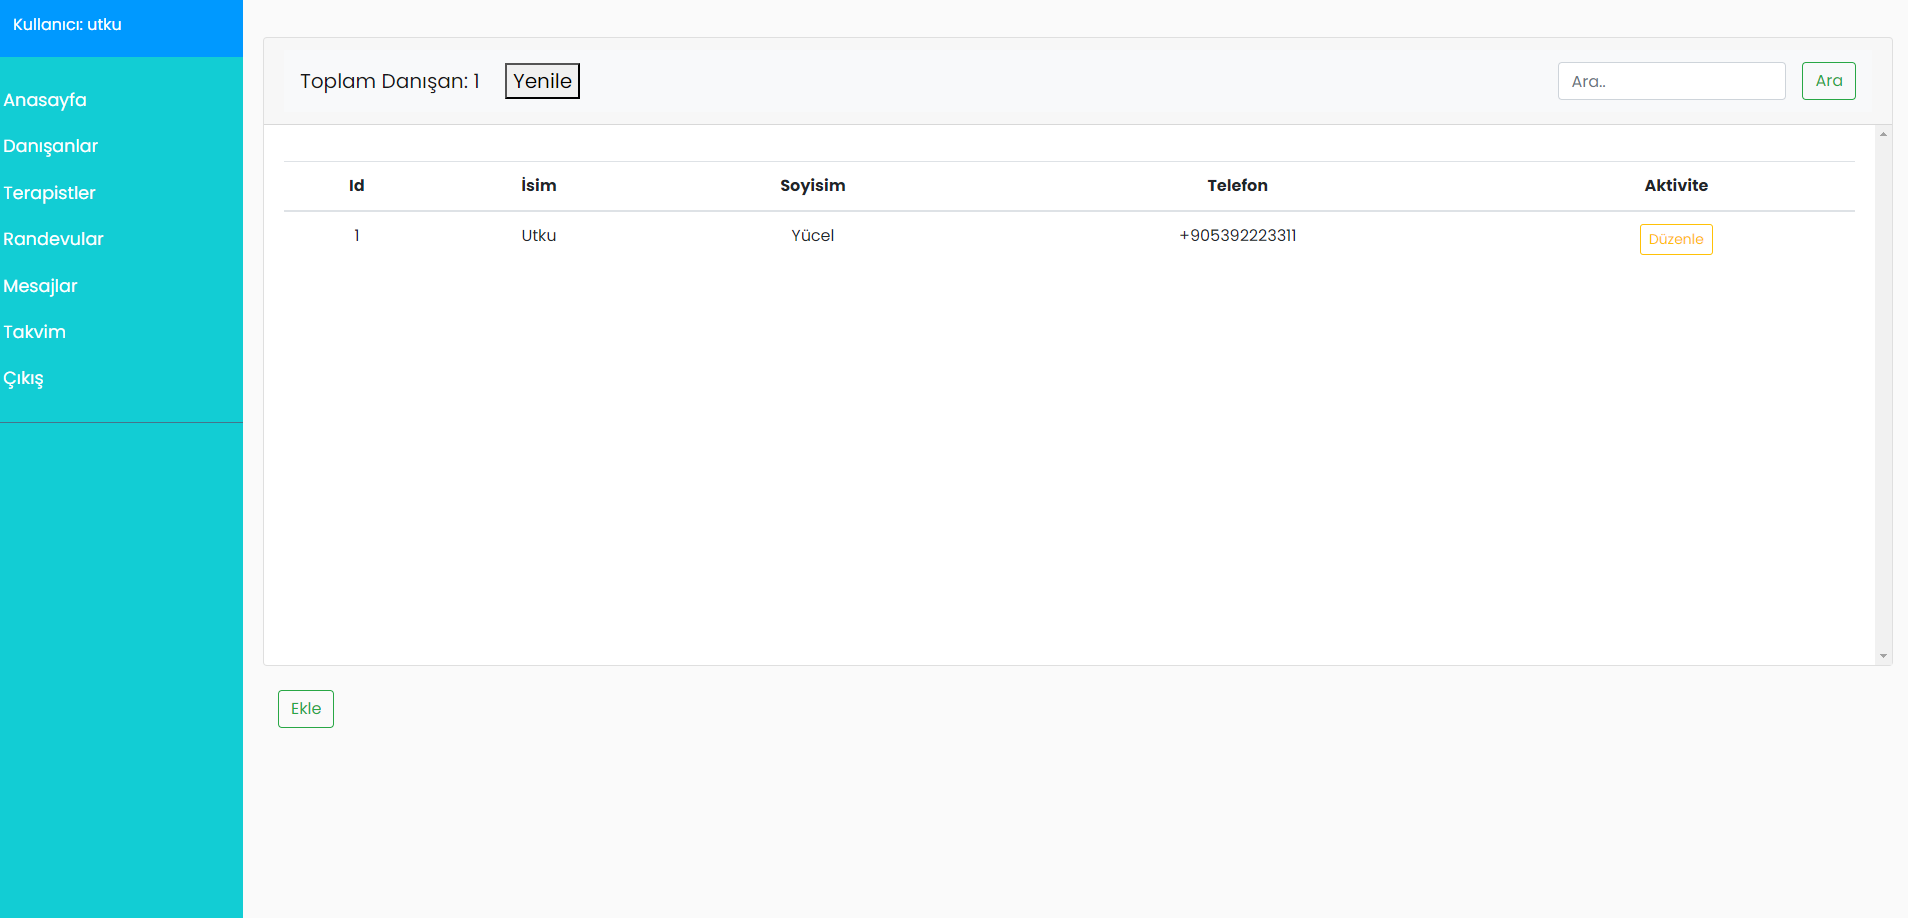 Kullanıcı: utku
Anasayfa
Danışanlar
Terapistler
Randevular
Mesajlar
Takvim
Çıkış
Toplam Danışan: 1 Yenile Ara.. Ara
Id İsim Soyisim Telefon Aktivite
1 Utku Yücel +905392223311 Düzenle
Ekle